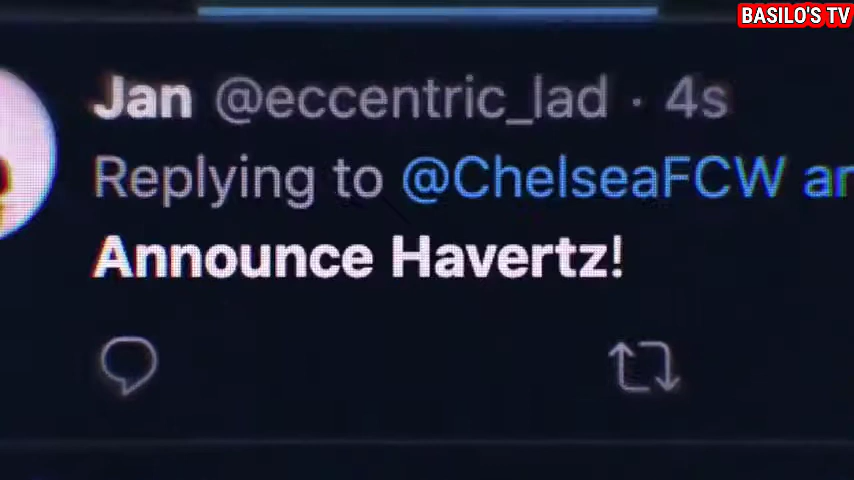 BASILO'S TV
Jan @eccentric_lad · 4s
Replying to @ChelseaFCW
Announce Havertz!